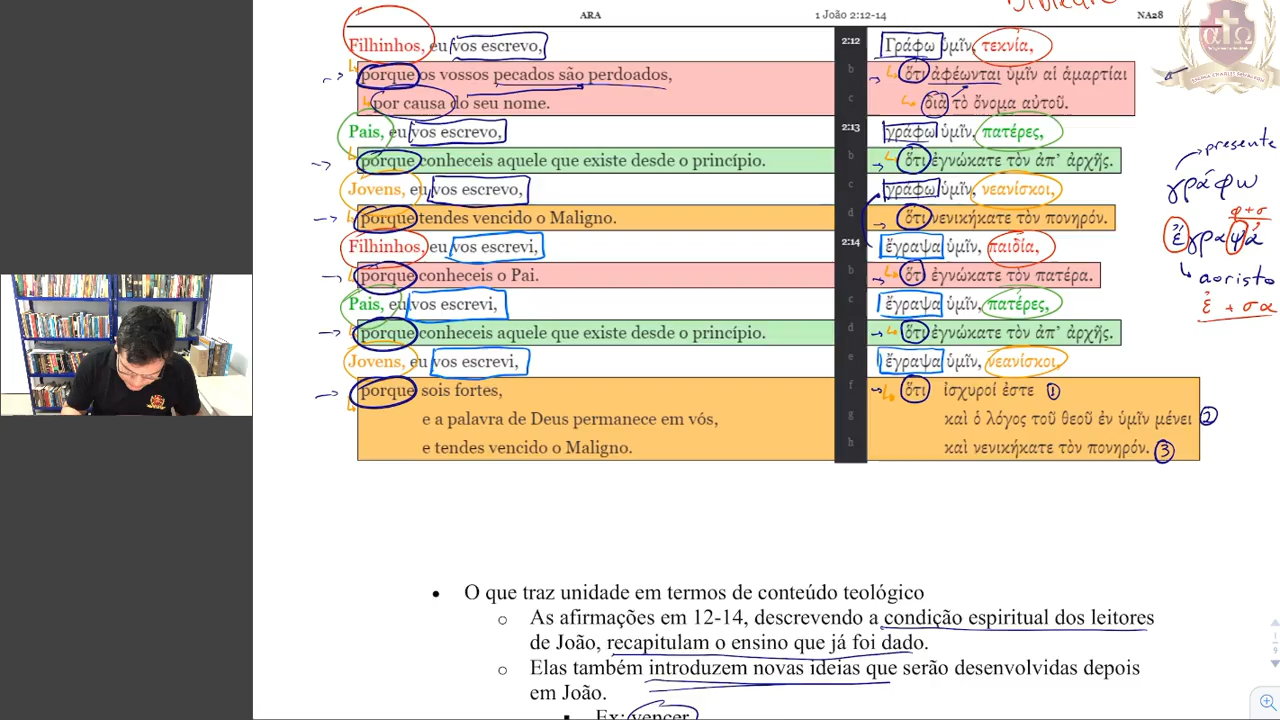 ARA 1 João 2:12-14 NA28
Filhinhos, eu vos escrevo, 2:12 Γράφω ὑμῖν, τεκνία,
porque os vossos pecados são perdoados, b ὅτι ἀφέωνται ὑμῖν αἱ ἁμαρτίαι
por causa do seu nome. c διὰ τὸ ὄνομα αὐτοῦ.
Pais, eu vos escrevo, 2:13 γράφω ὑμῖν, πατέρες,
porque conheceis aquele que existe desde o princípio. b ὅτι ἐγνώκατε τὸν ἀπ’ ἀρχῆς.
Jovens, eu vos escrevo, c γράφω ὑμῖν, νεανίσκοι,
porque tendes vencido o Maligno. d ὅτι νενικήκατε τὸν πονηρόν.
Filhinhos, eu vos escrevi, 2:14 ἔγραψα ὑμῖν, παιδία,
porque conheceis o Pai. b ὅτι ἐγνώκατε τὸν πατέρα.
Pais, eu vos escrevi, c ἔγραψα ὑμῖν, πατέρες,
porque conheceis aquele que existe desde o princípio. d ὅτι ἐγνώκατε τὸν ἀπ’ ἀρχῆς.
Jovens, eu vos escrevi, e ἔγραψα ὑμῖν, νεανίσκοι,
porque sois fortes, f ὅτι ἰσχυροί ἐστε 1
e a palavra de Deus permanece em vós, g καὶ ὁ λόγος τοῦ θεοῦ ἐν ὑμῖν μένει 2
e tendes vencido o Maligno. h καὶ νενικήκατε τὸν πονηρόν. 3
presente
γράφω
φ+σ
ἔγραψα
aoristo
ἐ + σα
• O que traz unidade em termos de conteúdo teológico
o As afirmações em 12-14, descrevendo a condição espiritual dos leitores
de João, recapitulam o ensino que já foi dado.
o Elas também introduzem novas ideias que serão desenvolvidas depois
em João.
▪ Ex: vencer